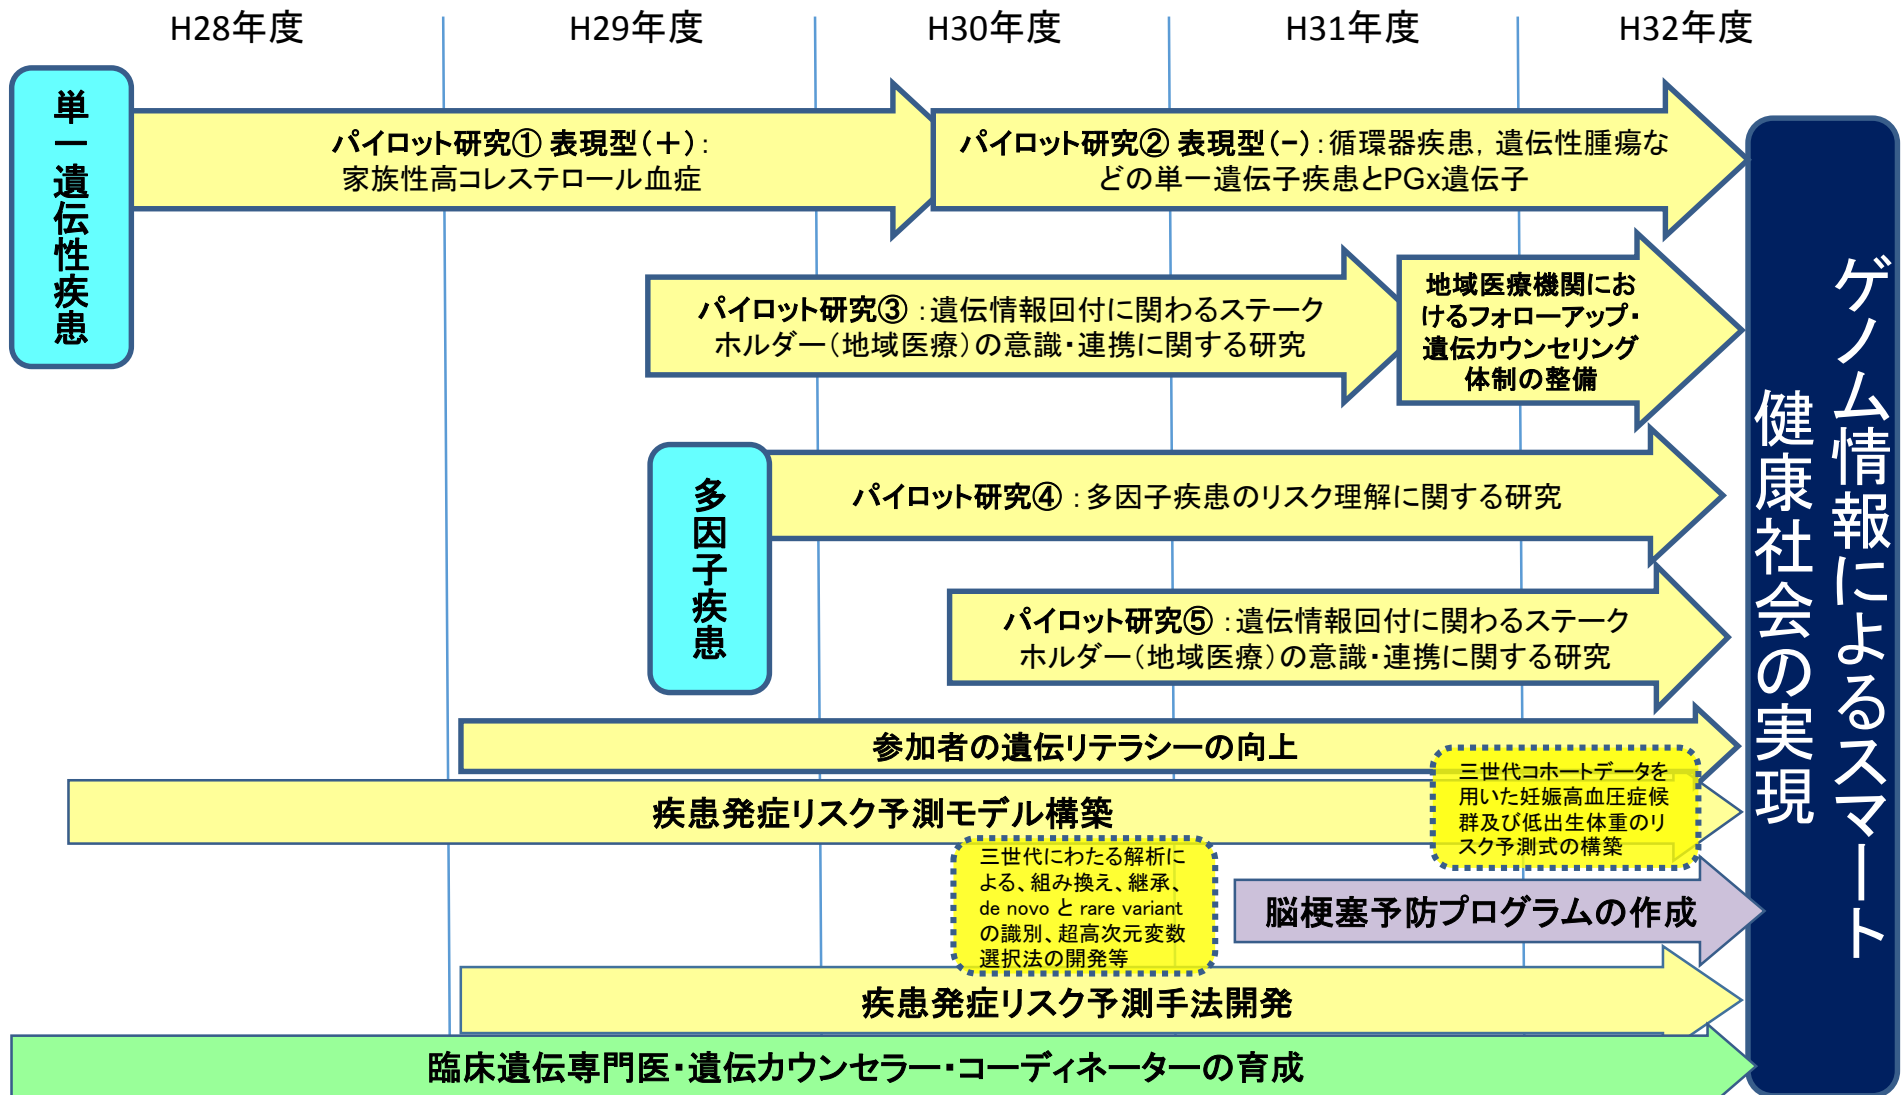 H28年度
H29年度
H30年度
H31年度
H32年度
単一遺伝性疾患
パイロット研究① 表現型（＋）：
家族性高コレステロール血症
パイロット研究② 表現型（−）：循環器疾患，遺伝性腫瘍な
どの単一遺伝子疾患とPGx遺伝子
パイロット研究③ ：遺伝情報回付に関わるステーク
ホルダー（地域医療）の意識・連携に関する研究
地域医療機関にお
けるフォローアップ・
遺伝カウンセリング
体制の整備
多因子疾患
パイロット研究④ ：多因子疾患のリスク理解に関する研究
パイロット研究⑤ ：遺伝情報回付に関わるステーク
ホルダー（地域医療）の意識・連携に関する研究
参加者の遺伝リテラシーの向上
疾患発症リスク予測モデル構築
三世代コホートデータを
用いた妊娠高血圧症候
群及び低出生体重のリ
スク予測式の構築
三世代にわたる解析に
よる、組み換え、継承、
de novo と rare variant
の識別、超高次元変数
選択法の開発等
脳梗塞予防プログラムの作成
疾患発症リスク予測手法開発
臨床遺伝専門医・遺伝カウンセラー・コーディネーターの育成
ゲノム情報によるスマート
健康社会の実現